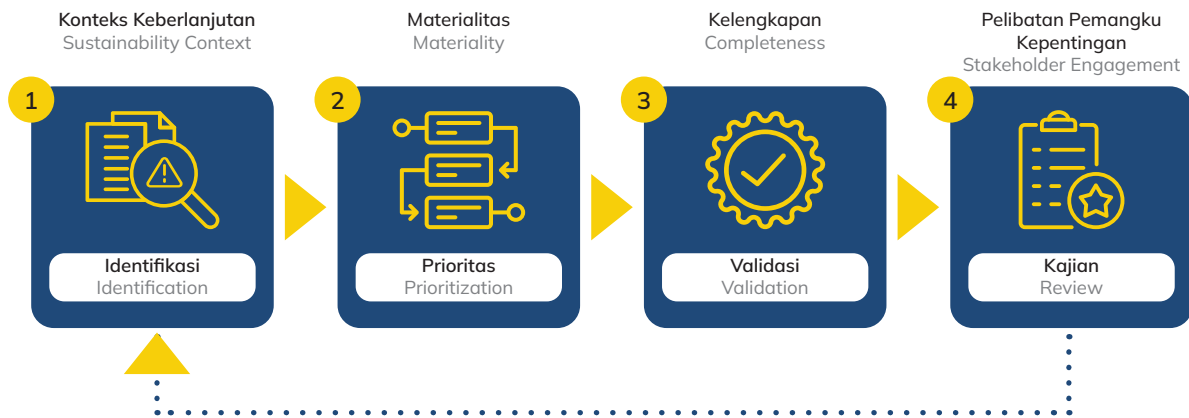 Konteks Keberlanjutan
Sustainability Context
1
Identifikasi
Identification
Materialitas
Materiality
2
Prioritas
Prioritization
Kelengkapan
Completeness
3
Validasi
Validation
Pelibatan Pemangku
Kepentingan
Stakeholder Engagement
4
Kajian
Review